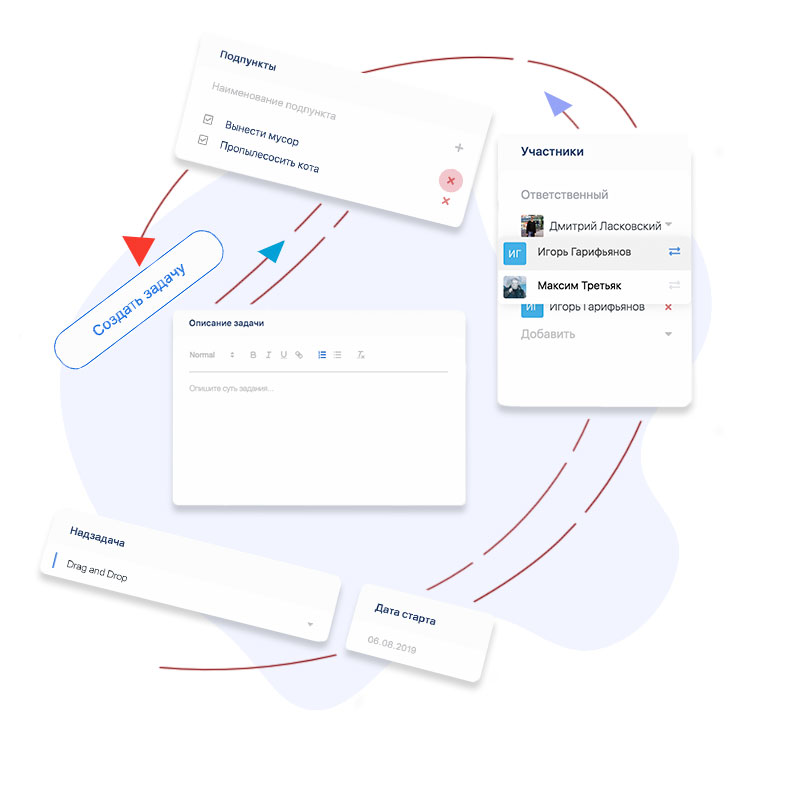 Подпункты
Наименование подпункта
Вынести мусор
Пропылесосить кота
Участники
Ответственный
Дмитрий Ласковский
ИГ Игорь Гарифьянов
Максим Третьяк
ИГ Игорь Гарифьянов
Добавить
Создать задачу
Описание задачи
Normal B I U
Опишите суть задания...
Надзадача
Drag and Drop
Дата старта
06.08.2019